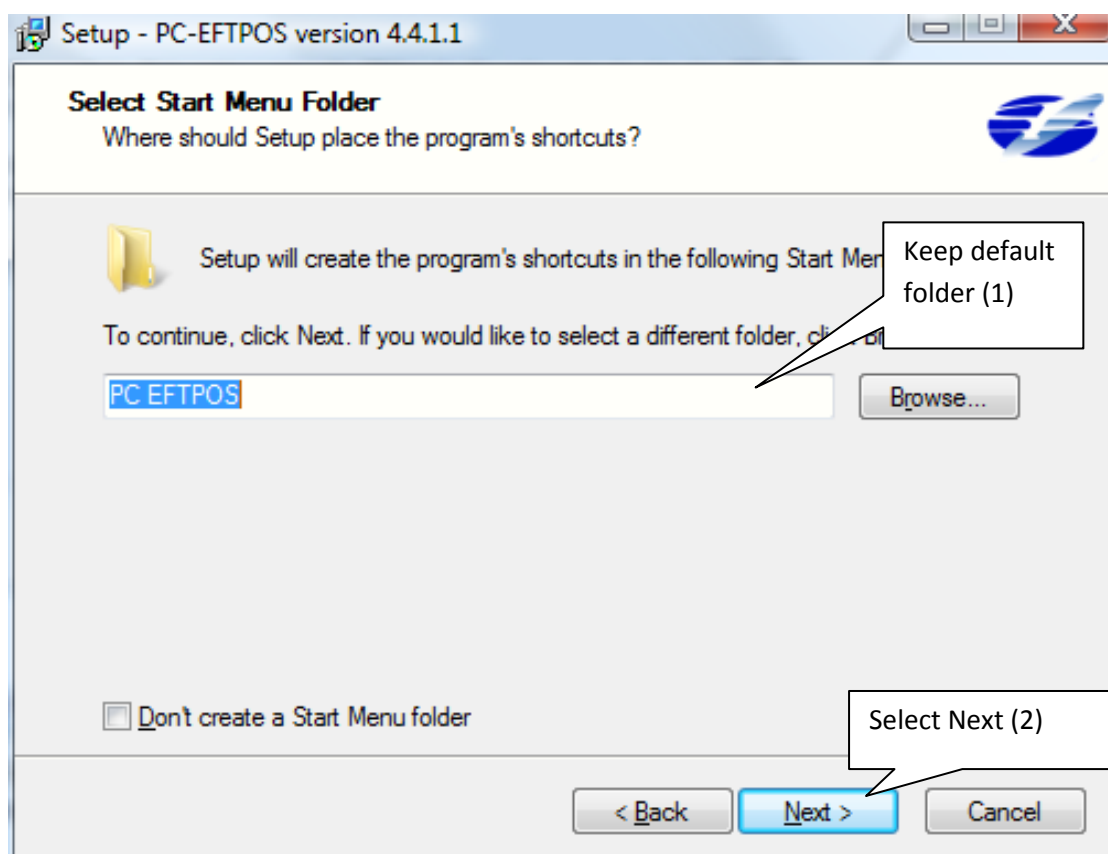 Setup - PC-EFTPOS version 4.4.1.1
Select Start Menu Folder
Where should Setup place the program's shortcuts?
Setup will create the program's shortcuts in the following Start
Keep default
folder (1)
To continue, click Next. If you would like to select a different folder,
PC EFTPOS
Browse...
Don't create a Start Menu folder
Select Next (2)
< Back
Next >
Cancel